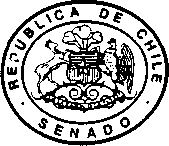 REPUBLICA DE CHILE
SENADO